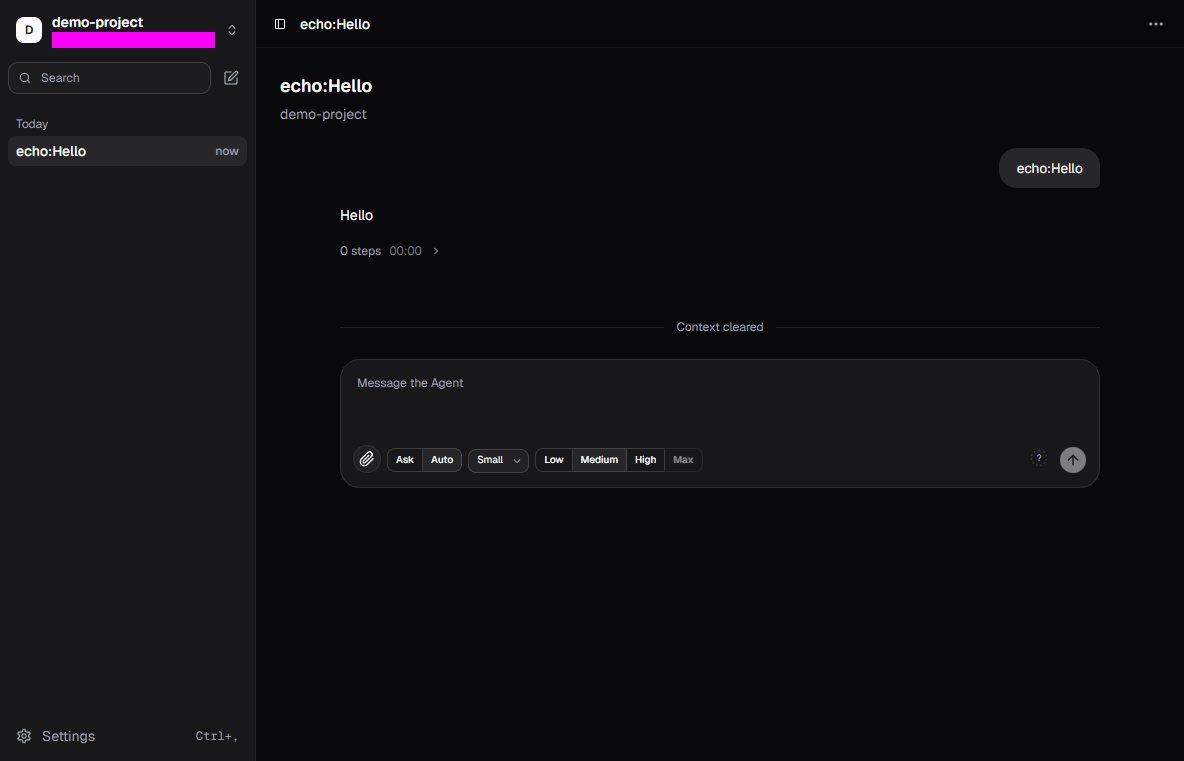 D
demo-project
Search
Today
echo:Hello now
Settings Ctrl+,
echo:Hello
echo:Hello
demo-project
echo:Hello
Hello
0 steps 00:00
Context cleared
Message the Agent
Ask Auto Small Low Medium High Max ?